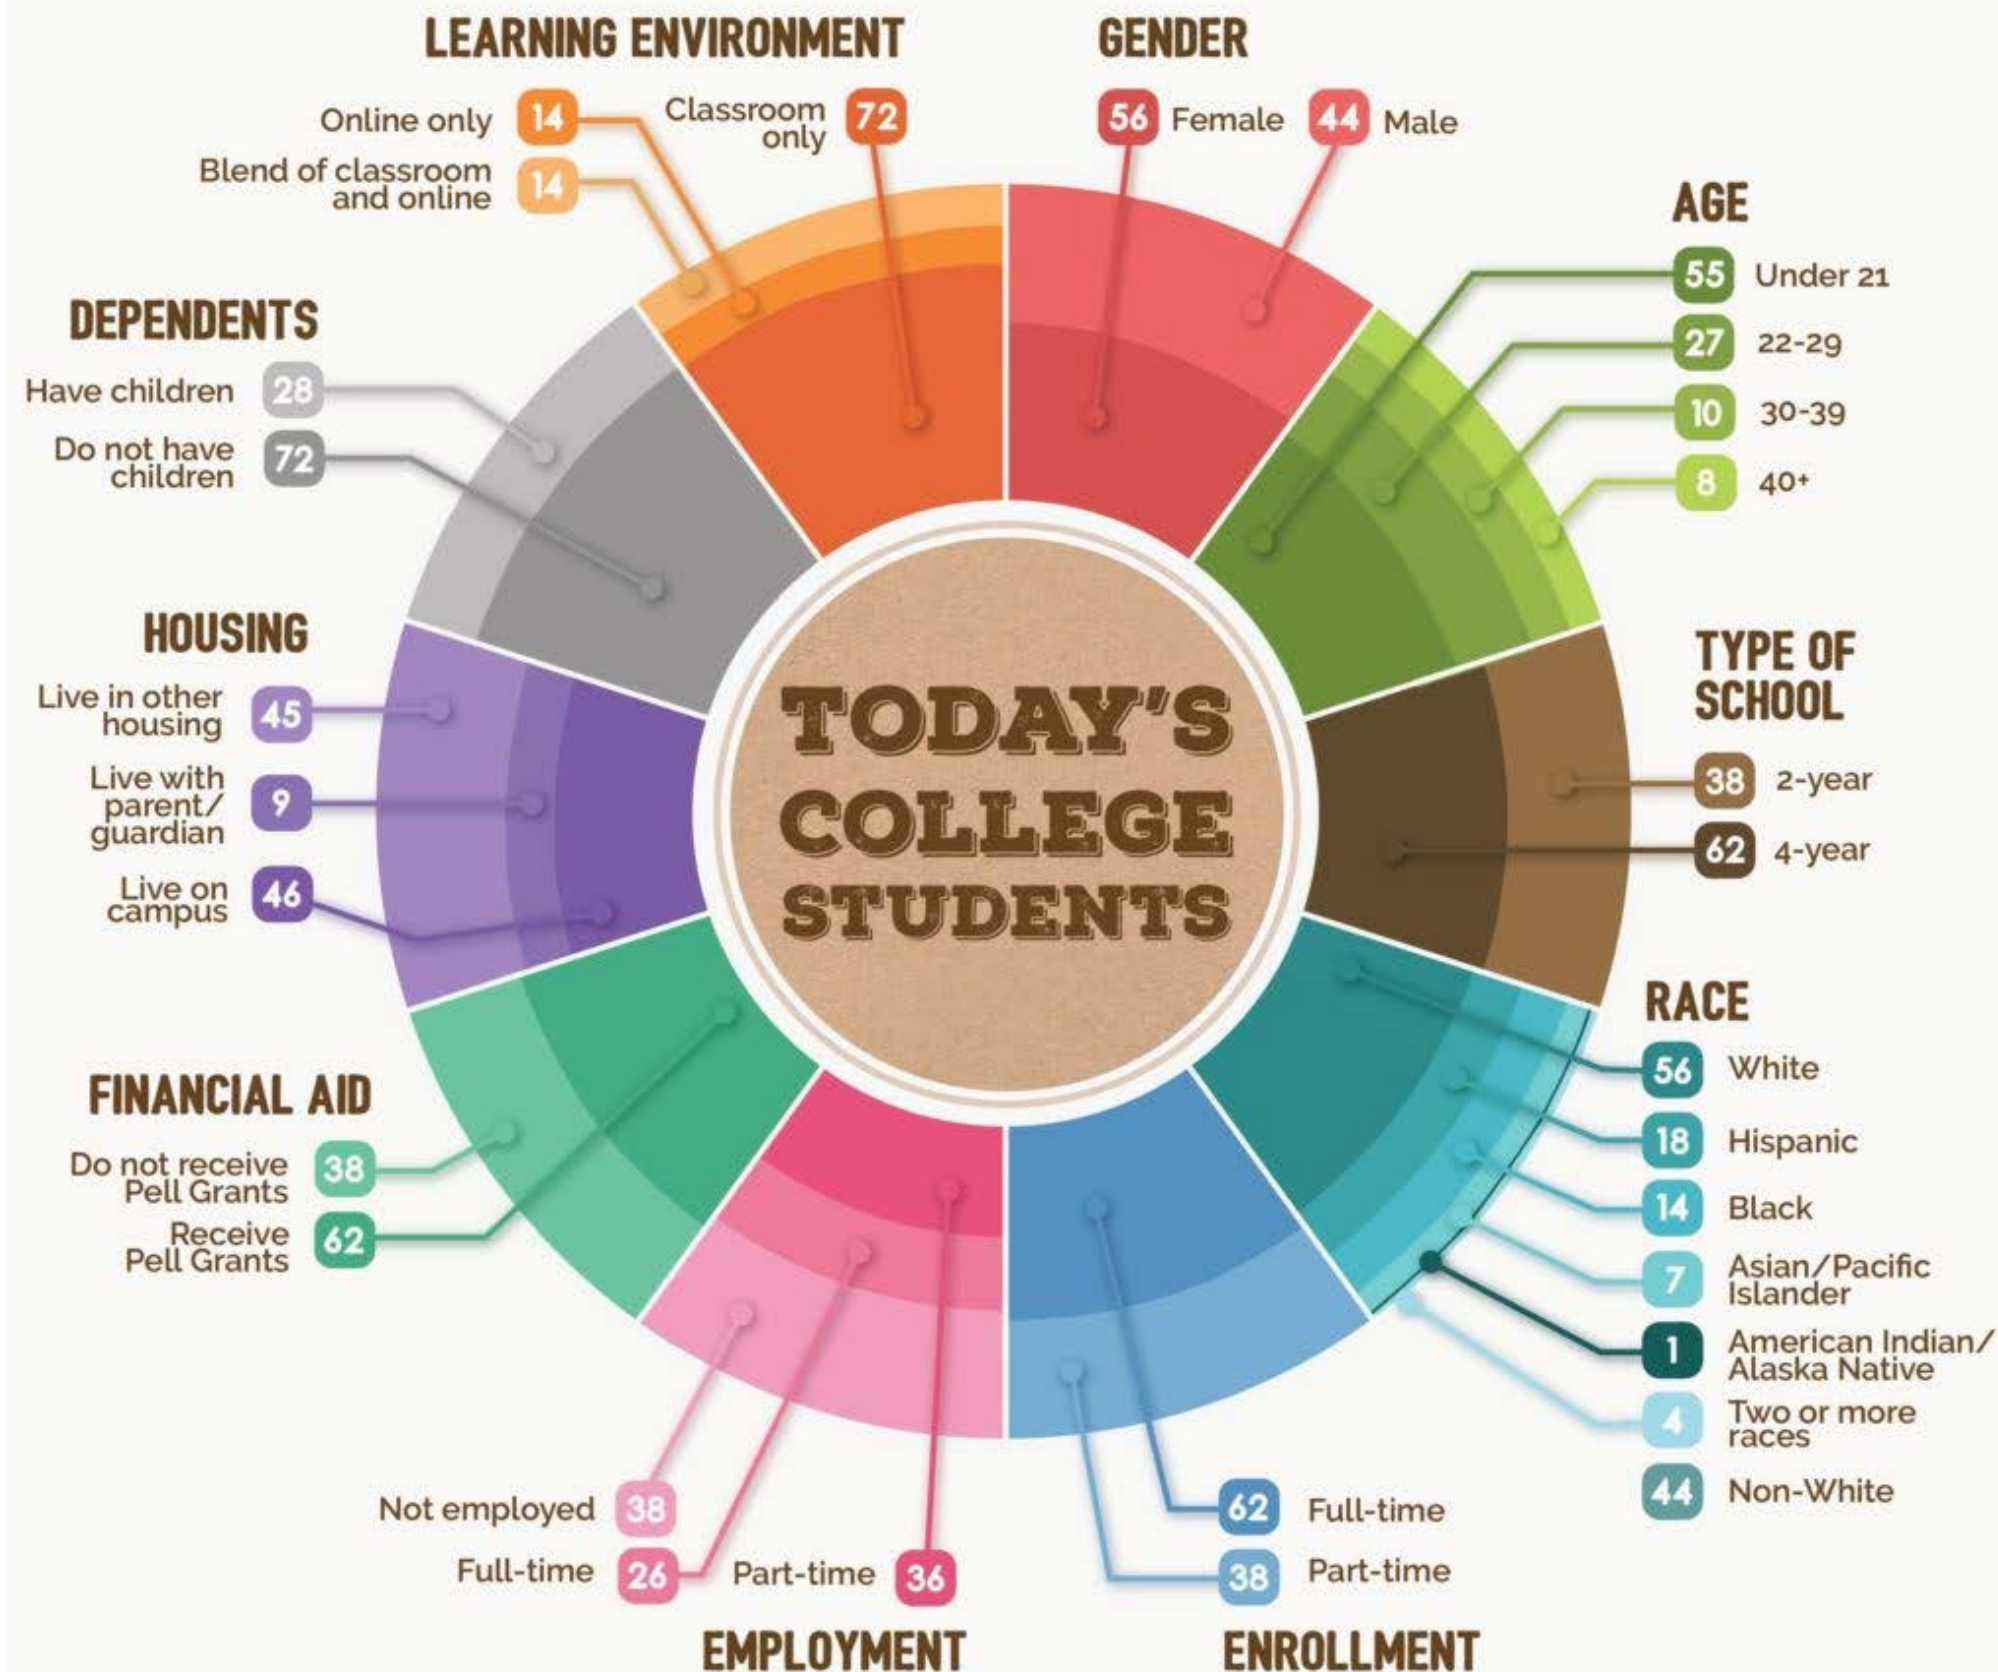 LEARNING ENVIRONMENT
Online only 14
Classroom
only 72
Blend of classroom
and online 14
GENDER
56 Female 44 Male
AGE
55 Under 21
27 22-29
10 30-39
8 40+
TYPE OF
SCHOOL
38 2-year
62 4-year
RACE
56 White
18 Hispanic
14 Black
7 Asian/Pacific
Islander
1 American Indian/
Alaska Native
4 Two or more
races
44 Non-White
62 Full-time
38 Part-time
ENROLLMENT
Not employed 38
Full-time 26
Part-time 36
EMPLOYMENT
FINANCIAL AID
Do not receive
Pell Grants 38
Receive
Pell Grants 62
HOUSING
Live in other
housing 45
Live with
parent/
guardian 9
Live on
campus 46
DEPENDENTS
Have children 28
Do not have
children 72
TODAY'S
COLLEGE
STUDENTS